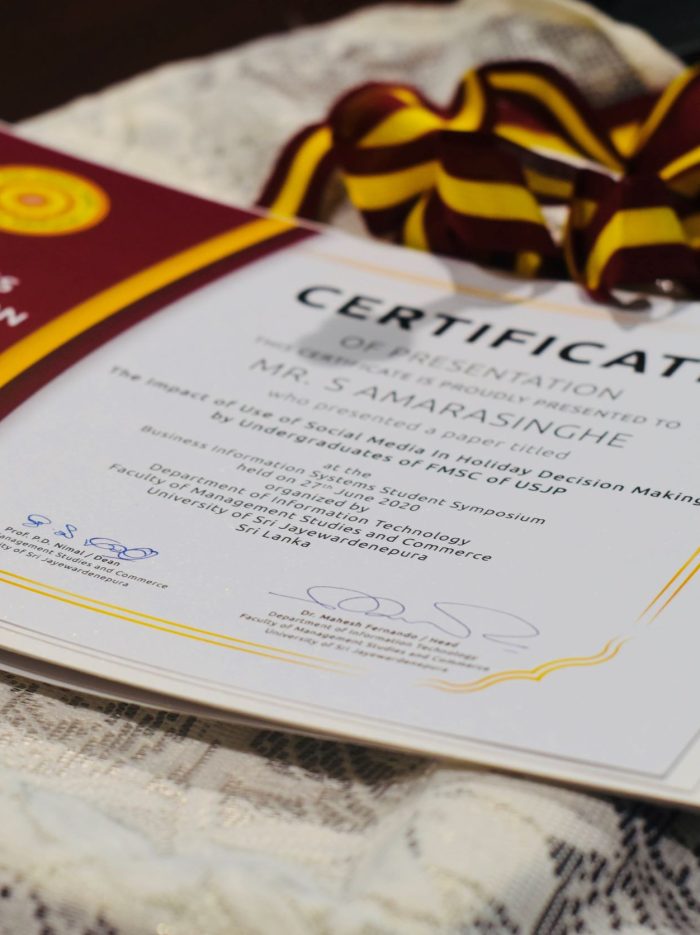 CERTIFICAT
OF PRESENTATION
THIS CERTIFICATE IS PROUDLY PRESENTED TO
MR. S AMARASINGHE
who presented a paper titled
The Impact of Use of Social Media in Holiday Decision Making
by Undergraduates of FMSC of USJP
at the
Business Information Systems Student Symposium
held on 27th June 2020
organized by
Department of Information Technology
Faculty of Management Studies and Commerce
University of Sri Jayewardenepura
Sri Lanka
Prof. P.D. Nimal / Dean
anagement Studies and Commerce
ity of Sri Jayewardenepura
Dr. Mahesh Fernando / Head
Department of Information Technology
Faculty of Management Studies and Commerce
University of Sri Jayewardenepura